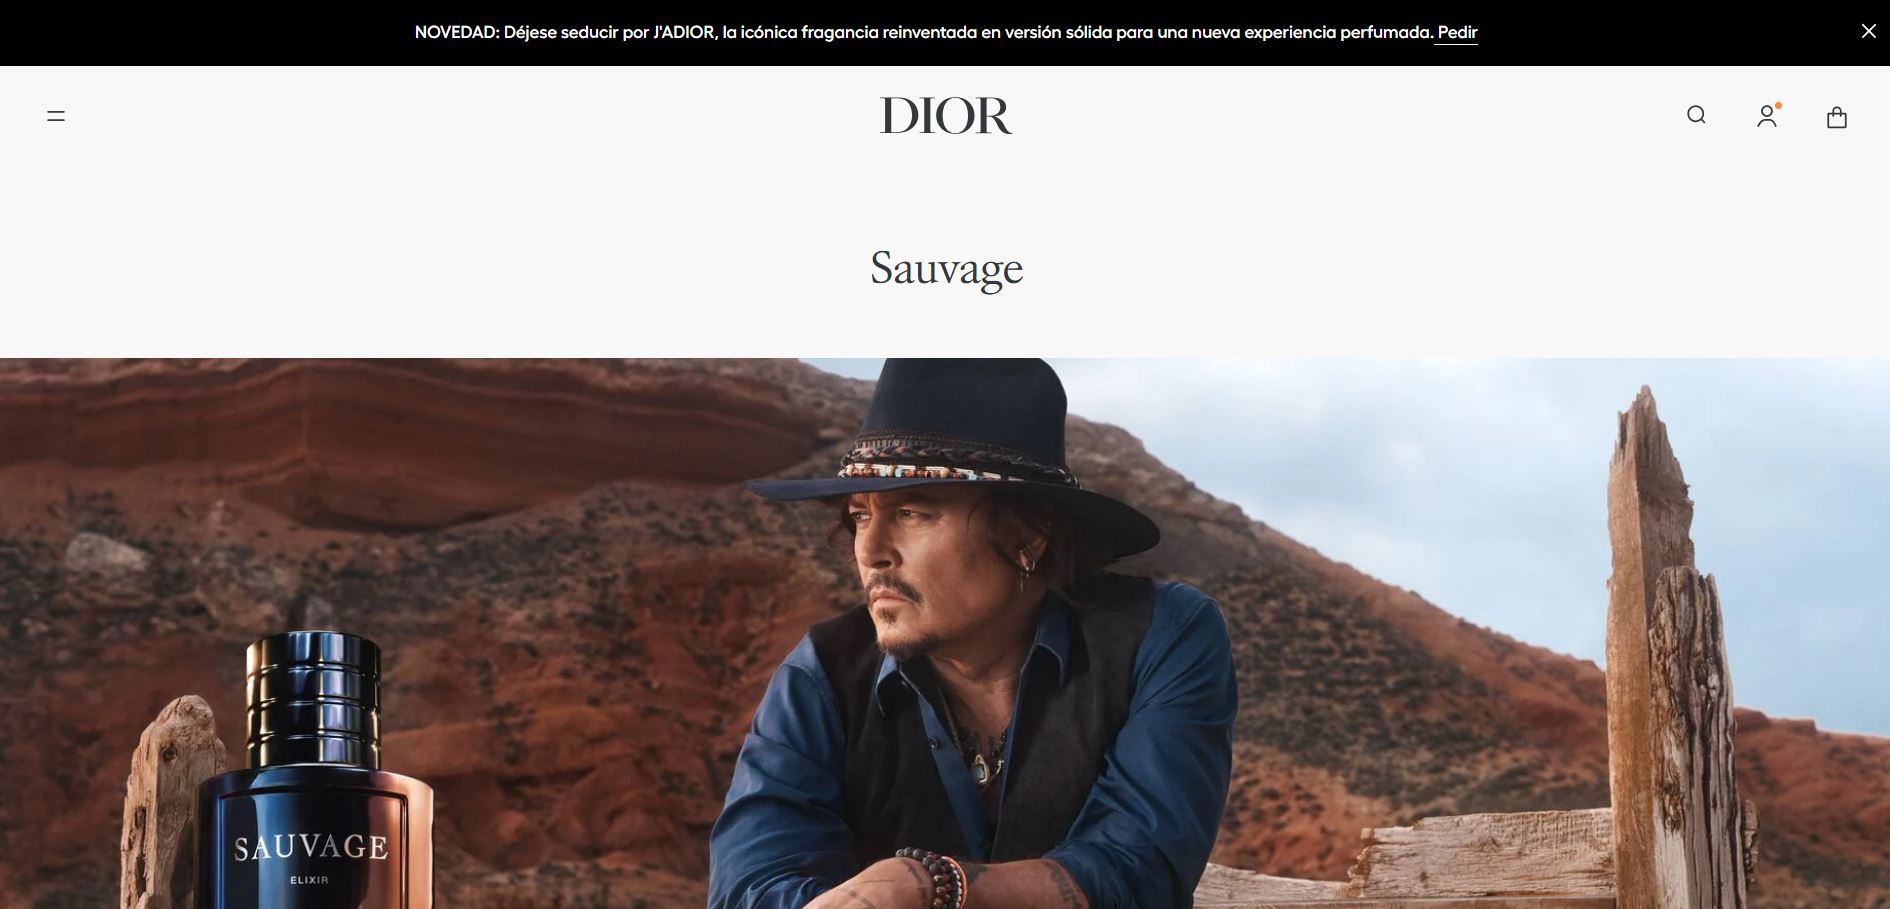 NOVEDAD: Déjese seducir por J'ADIOR, la icónica fragancia reinventada en versión sólida para una nueva experiencia perfumada. Pedir
DIOR
Sauvage
SAUVAGE
ELIXIR